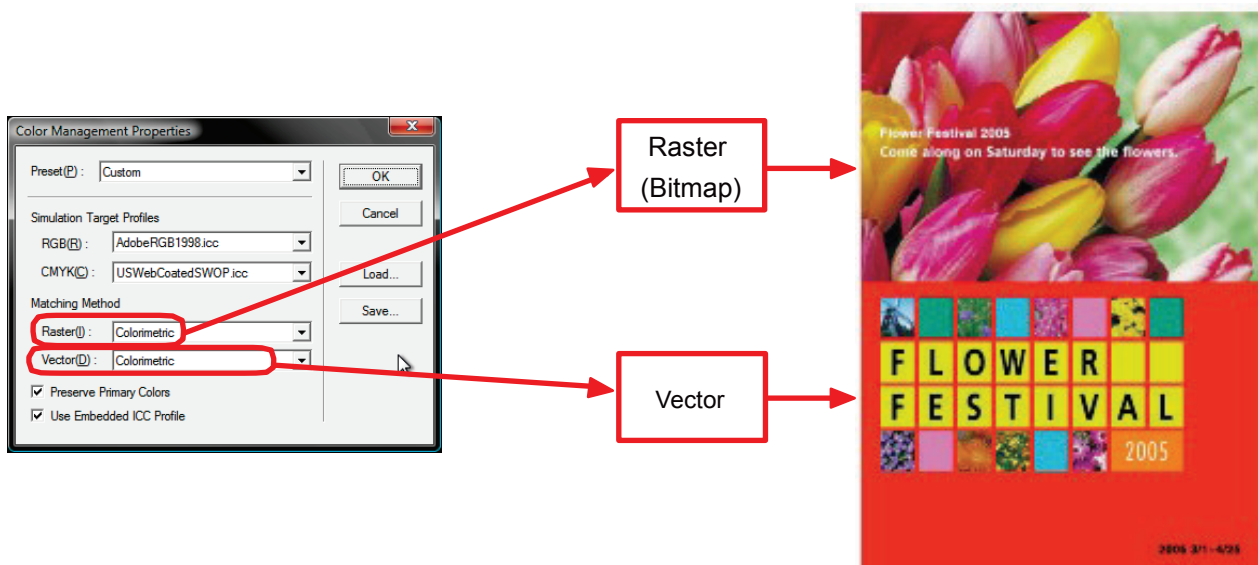 Color Management Properties
Preset(P) : Custom
OK
Cancel
Simulation Target Profiles
RGB(R) : AdobeRGB1998.icc
CMYK(C) : USWebCoatedSWOP.icc
Load...
Save...
Matching Method
Raster(I) : Colorimetric
Vector(D) : Colorimetric
Preserve Primary Colors
Use Embedded ICC Profile
Raster
(Bitmap)
Vector
Flower Festival 2005
Come along on Saturday to see the flowers.
FLOWER
FESTIVAL
2005
2005 3/1-4/25